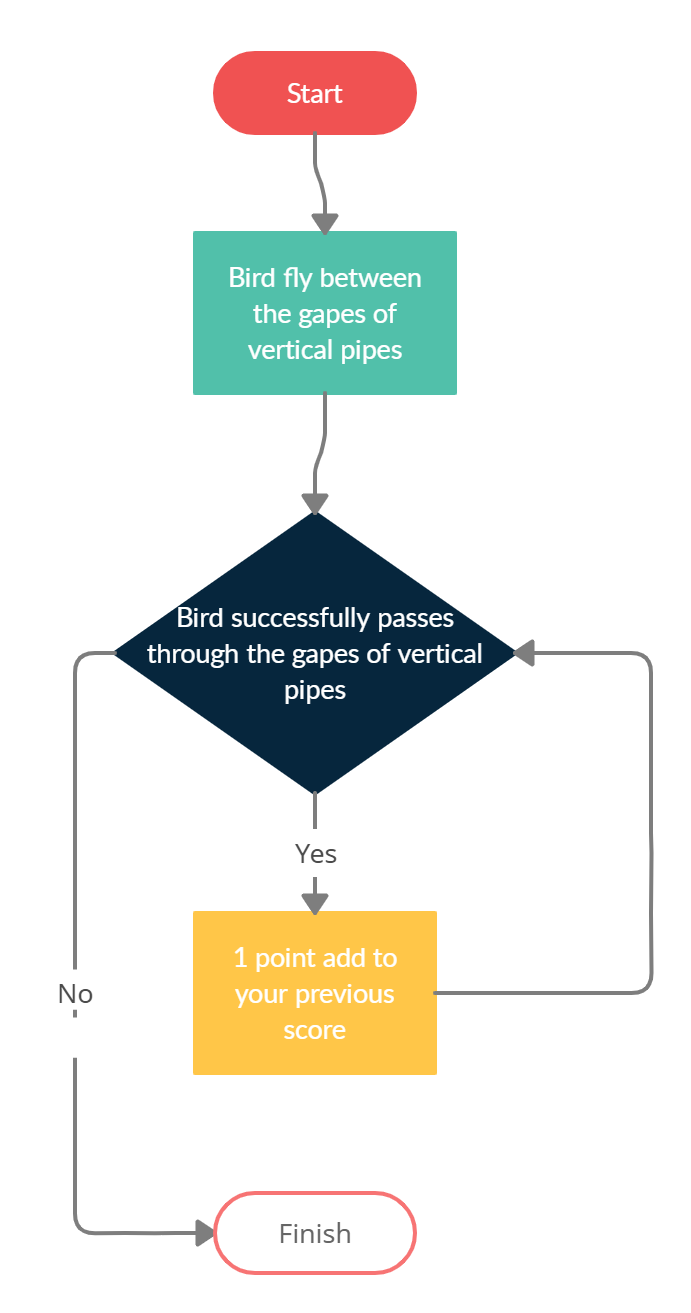 Start
Bird fly between
the gapes of
vertical pipes
Bird successfully passes
through the gapes of vertical
pipes
Yes
1 point add to
your previous
score
No
Finish